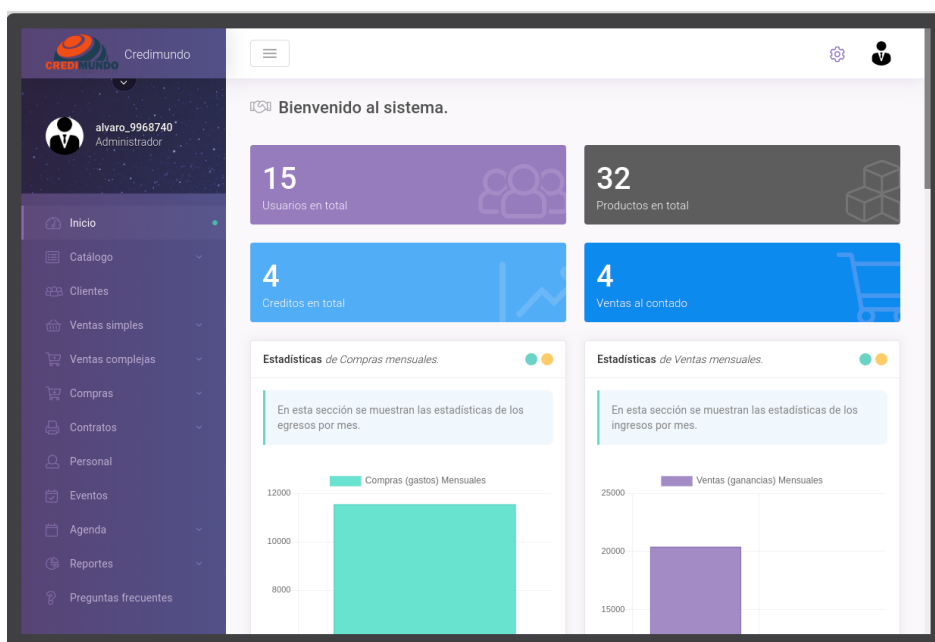 CREDIMUNDO
Credimundo
alvaro_9968740
Administrador
Inicio
Catálogo
Clientes
Ventas simples
Ventas complejas
Compras
Contratos
Personal
Eventos
Agenda
Reportes
Preguntas frecuentes
Bienvenido al sistema.
15
Usuarios en total
32
Productos en total
4
Creditos en total
4
Ventas al contado
Estadísticas de Compras mensuales.
En esta sección se muestran las estadísticas de los
egresos por mes.
Compras (gastos) Mensuales
12000
10000
8000
Estadísticas de Ventas mensuales.
En esta sección se muestran las estadísticas de los
ingresos por mes.
Ventas (ganancias) Mensuales
25000
20000
15000